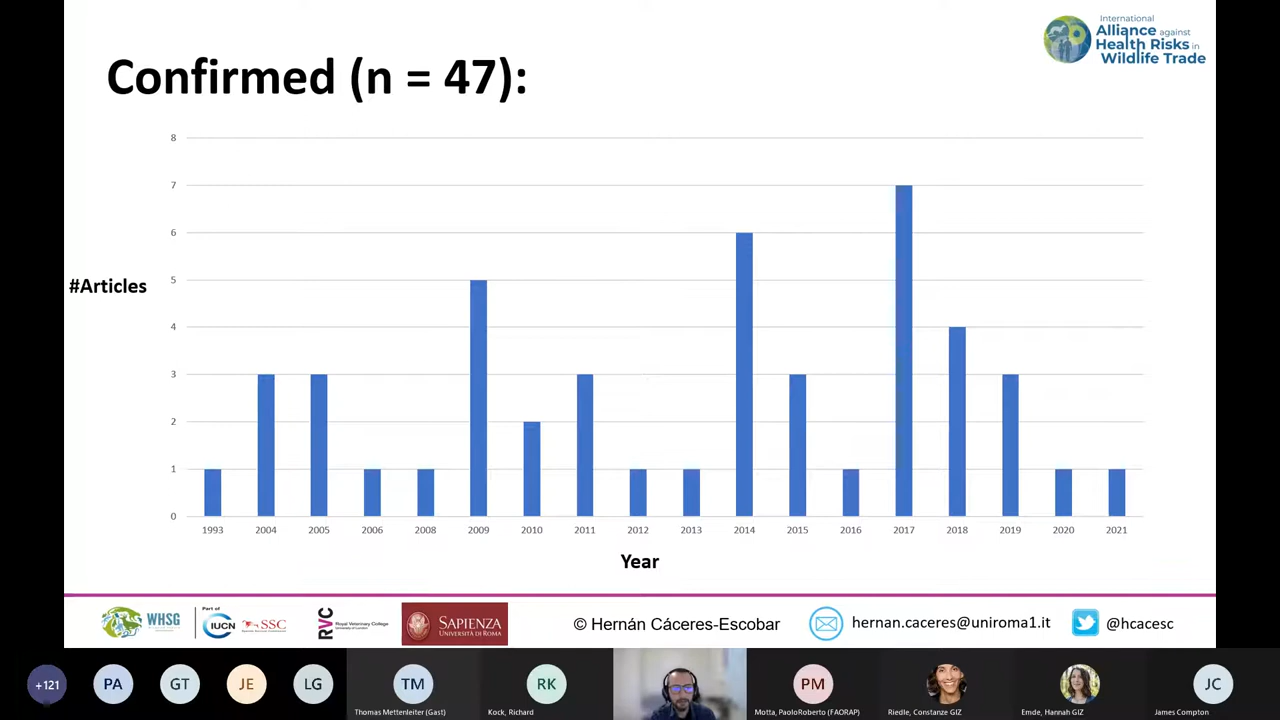 International
Alliance against
Health Risks in
Wildlife Trade
Confirmed (n = 47):
8
7
6
5
4
3
2
1
0
#Articles
1993 2004 2005 2006 2008 2009 2010 2011 2012 2013 2014 2015 2016 2017 2018 2019 2020 2021
Year
WHSG
Part of
IUCN
SSC
RVC
Royal Veterinary College
University of London
SAPIENZA
UNIVERSITÀ DI ROMA
© Hernán Cáceres-Escobar
hernan.caceres@uniroma1.it
@hcacesc
+121
PA
GT
JE
LG
TM
Thomas Mettenleiter (Gast)
RK
Kock, Richard
PM
Motta, PaoloRoberto (FAORAP)
Riedle, Constanze GIZ
Emde, Hannah GIZ
JC
James Compton